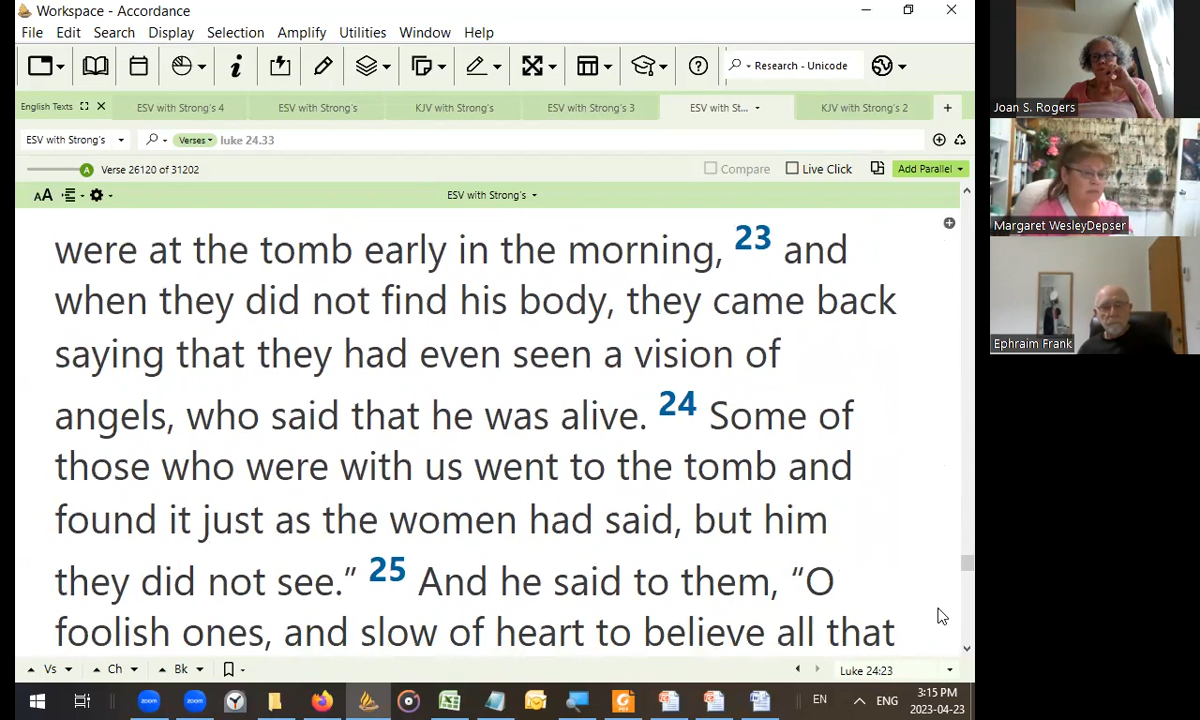 Workspace - Accordance
File Edit Search Display Selection Amplify Utilities Window Help
Research - Unicode
English Texts
ESV with Strong's 4
ESV with Strong's
KJV with Strong's
ESV with Strong's 3
ESV with St...
KJV with Strong's 2
ESV with Strong's
Verses
luke 24.33
A
Verse 26120 of 31202
Compare
Live Click
Add Parallel
AA
ESV with Strong's
were at the tomb early in the morning, 23 and
when they did not find his body, they came back
saying that they had even seen a vision of
angels, who said that he was alive. 24 Some of
those who were with us went to the tomb and
found it just as the women had said, but him
they did not see.” 25 And he said to them, “O
foolish ones, and slow of heart to believe all that
Vs
Ch
Bk
Luke 24:23
zoom
zoom
PDF
EN
ENG
3:15 PM
2023-04-23
Joan S. Rogers
Margaret WesleyDepser
Ephraim Frank